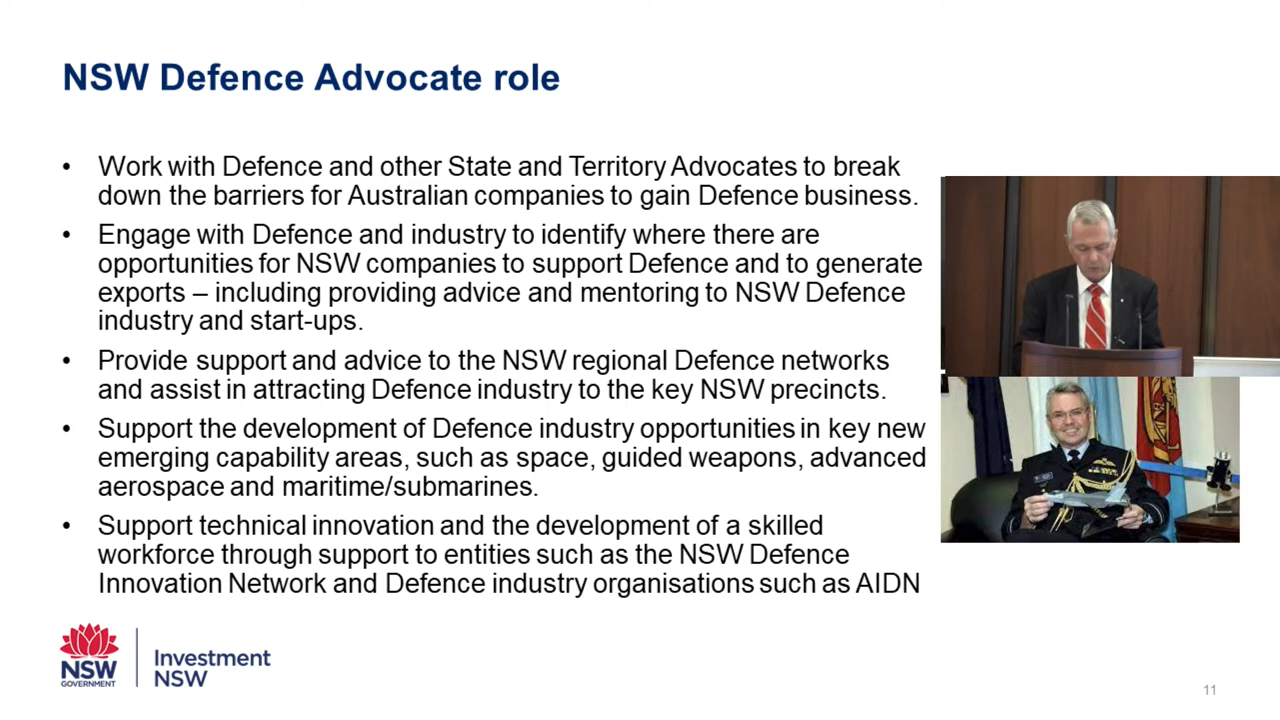 NSW Defence Advocate role
• Work with Defence and other State and Territory Advocates to break
down the barriers for Australian companies to gain Defence business.
• Engage with Defence and industry to identify where there are
opportunities for NSW companies to support Defence and to generate
exports – including providing advice and mentoring to NSW Defence
industry and start-ups.
• Provide support and advice to the NSW regional Defence networks
and assist in attracting Defence industry to the key NSW precincts.
• Support the development of Defence industry opportunities in key new
emerging capability areas, such as space, guided weapons, advanced
aerospace and maritime/submarines.
• Support technical innovation and the development of a skilled
workforce through support to entities such as the NSW Defence
Innovation Network and Defence industry organisations such as AIDN
NSW
GOVERNMENT
Investment
NSW
11